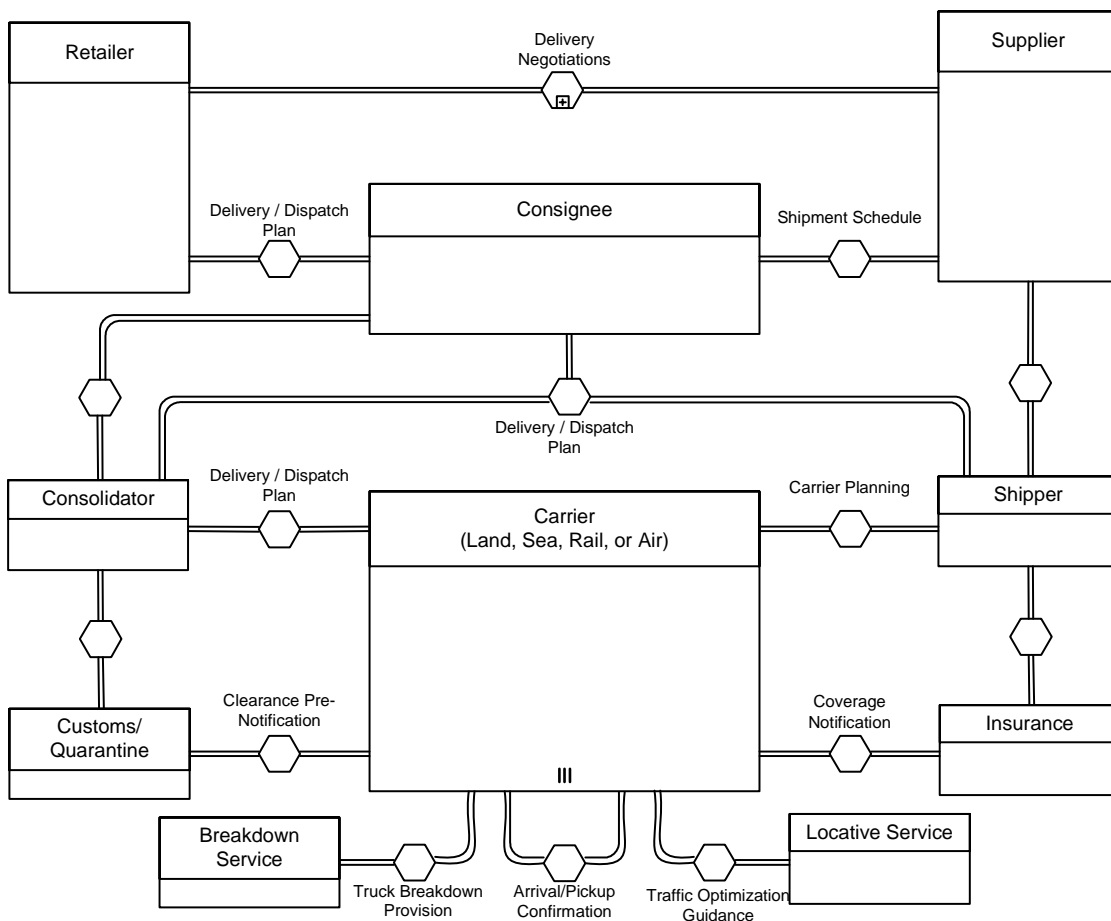 Retailer
Delivery
Negotiations
Supplier
Delivery / Dispatch
Plan
Consignee
Shipment Schedule
Delivery / Dispatch
Plan
Consolidator
Delivery / Dispatch
Plan
Carrier
(Land, Sea, Rail, or Air)
Carrier Planning
Shipper
Customs/
Quarantine
Clearance Pre-
Notification
Coverage
Notification
Insurance
Breakdown
Service
Truck Breakdown
Provision
Arrival/Pickup
Confirmation
Traffic Optimization
Guidance
Locative Service